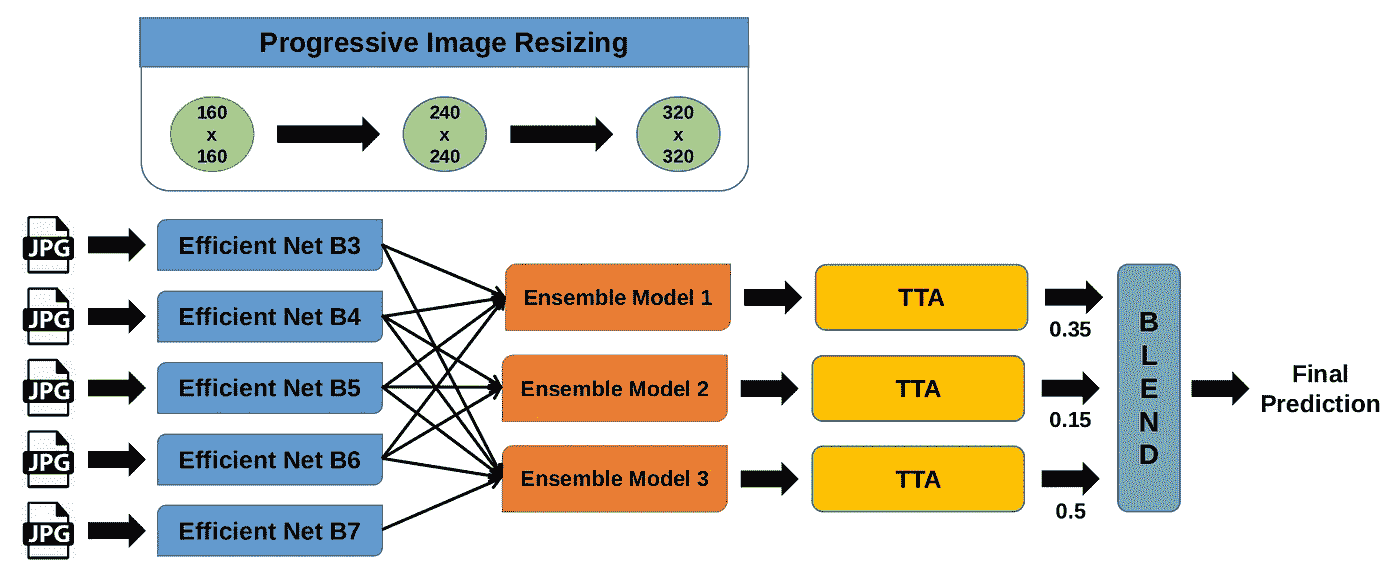 Progressive Image Resizing
160
x
160
240
x
240
320
x
320
JPG
Efficient Net B3
JPG
Efficient Net B4
JPG
Efficient Net B5
JPG
Efficient Net B6
JPG
Efficient Net B7
Ensemble Model 1
Ensemble Model 2
Ensemble Model 3
TTA
TTA
TTA
0.35
0.15
0.5
B
L
E
N
D
Final
Prediction